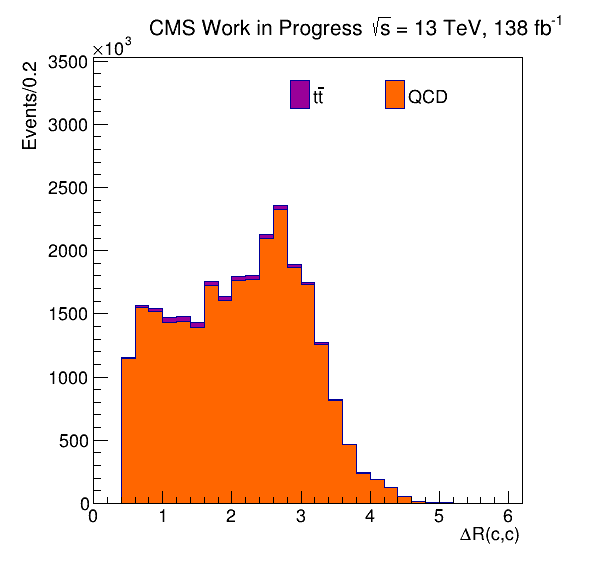 CMS Work in Progress √s = 13 TeV, 138 fb⁻¹
×10³
Events/0.2
3500
3000
2500
2000
1500
1000
500
0
tt̄
QCD
0 1 2 3 4 5 6
ΔR(c,c)